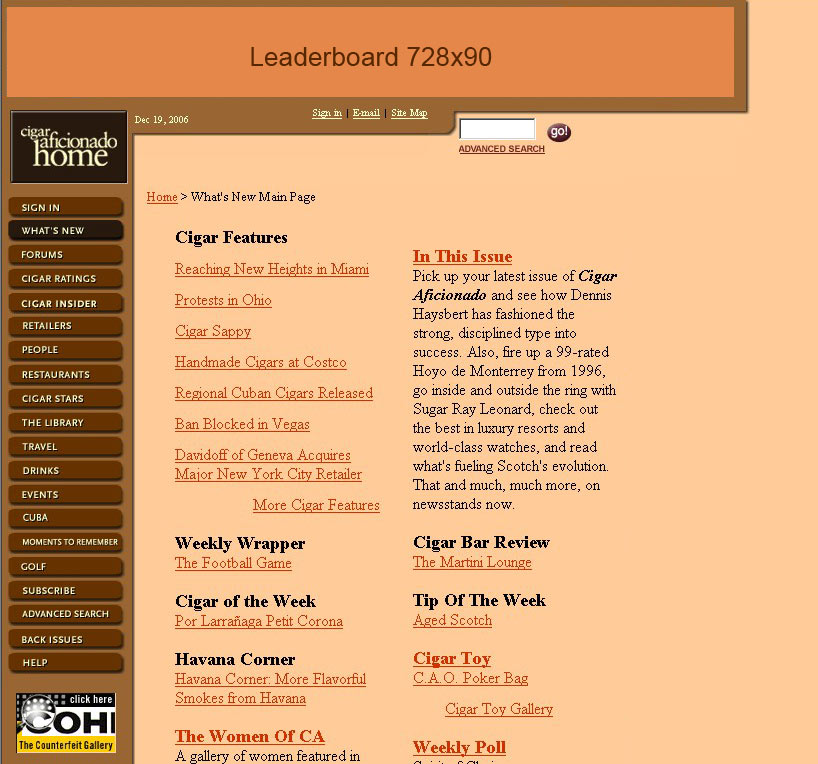 Leaderboard 728x90
cigar
aficionado
home
Dec 19, 2006
Sign in | E-mail | Site Map
go!
ADVANCED SEARCH
SIGN IN
WHAT'S NEW
FORUMS
CIGAR RATINGS
CIGAR INSIDER
RETAILERS
PEOPLE
RESTAURANTS
CIGAR STARS
THE LIBRARY
TRAVEL
DRINKS
EVENTS
CUBA
MOMENTS TO REMEMBER
GOLF
SUBSCRIBE
ADVANCED SEARCH
BACK ISSUES
HELP
click here
COHI
The Counterfeit Gallery
Home > What's New Main Page
Cigar Features
Reaching New Heights in Miami
Protests in Ohio
Cigar Sappy
Handmade Cigars at Costco
Regional Cuban Cigars Released
Ban Blocked in Vegas
Davidoff of Geneva Acquires
Major New York City Retailer
More Cigar Features
Weekly Wrapper
The Football Game
Cigar of the Week
Por Larrañaga Petit Corona
Havana Corner
Havana Corner: More Flavorful
Smokes from Havana
The Women Of CA
A gallery of women featured in
In This Issue
Pick up your latest issue of Cigar
Aficionado and see how Dennis
Haysbert has fashioned the
strong, disciplined type into
success. Also, fire up a 99-rated
Hoyo de Monterrey from 1996,
go inside and outside the ring with
Sugar Ray Leonard, check out
the best in luxury resorts and
world-class watches, and read
what's fueling Scotch's evolution.
That and much, much more, on
newsstands now.
Cigar Bar Review
The Martini Lounge
Tip Of The Week
Aged Scotch
Cigar Toy
C.A.O. Poker Bag
Cigar Toy Gallery
Weekly Poll